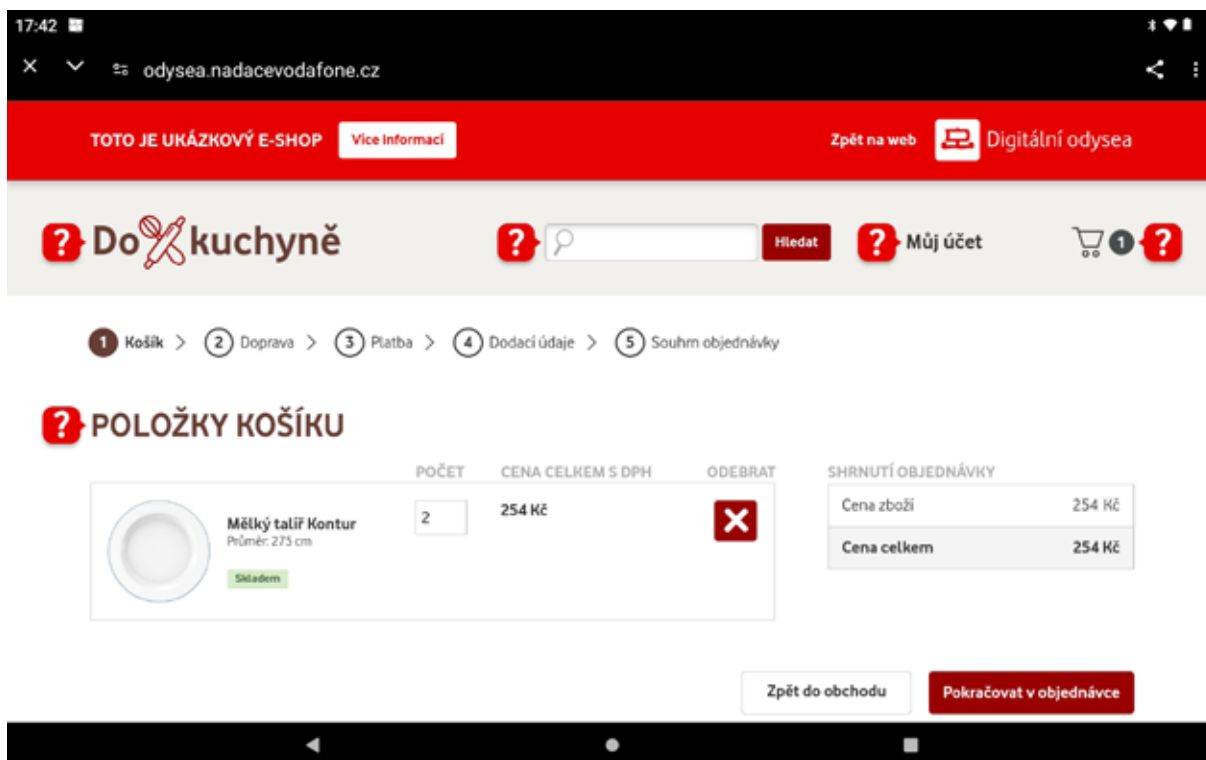 17:42
odysea.nadacevodafone.cz
TOTO JE UKÁZKOVÝ E-SHOP Více informací Zpět na web Digitální odysea
? Do kuchyně ? Hledat ? Můj účet 1 ?
1 Košík > 2 Doprava > 3 Platba > 4 Dodací údaje > 5 Souhrn objednávky
? POLOŽKY KOŠÍKU
POČET CENA CELKEM S DPH ODEBRAT SHRNUTÍ OBJEDNÁVKY
Mělký talíř Kontur 2 254 Kč Cena zboží 254 Kč
Průměr: 275 cm Cena celkem 254 Kč
Skladem
Zpět do obchodu Pokračovat v objednávce